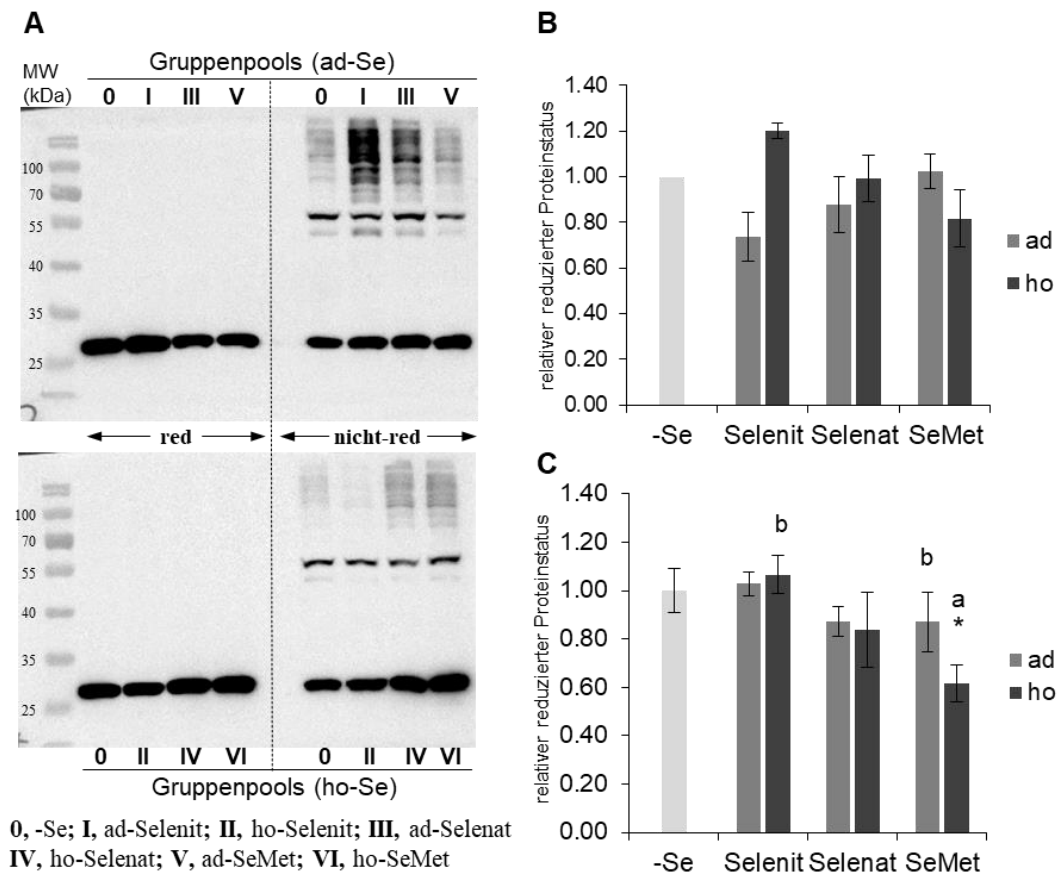 A
Gruppenpools (ad-Se)
MW
(kDa)
0 I III V 0 I III V
100
70
55
40
35
25
red nicht-red
100
70
55
40
35
25
0 II IV VI 0 II IV VI
Gruppenpools (ho-Se)
0, -Se; I, ad-Selenit; II, ho-Selenit; III, ad-Selenat
IV, ho-Selenat; V, ad-SeMet; VI, ho-SeMet
B
relativer reduzierter Proteinstatus
1.40
1.20
1.00
0.80
0.60
0.40
0.20
0.00
-Se Selenit Selenat SeMet
ad
ho
C
relativer reduzierter Proteinstatus
1.40
1.20
1.00
0.80
0.60
0.40
0.20
0.00
b
b
a
*
-Se Selenit Selenat SeMet
ad
ho